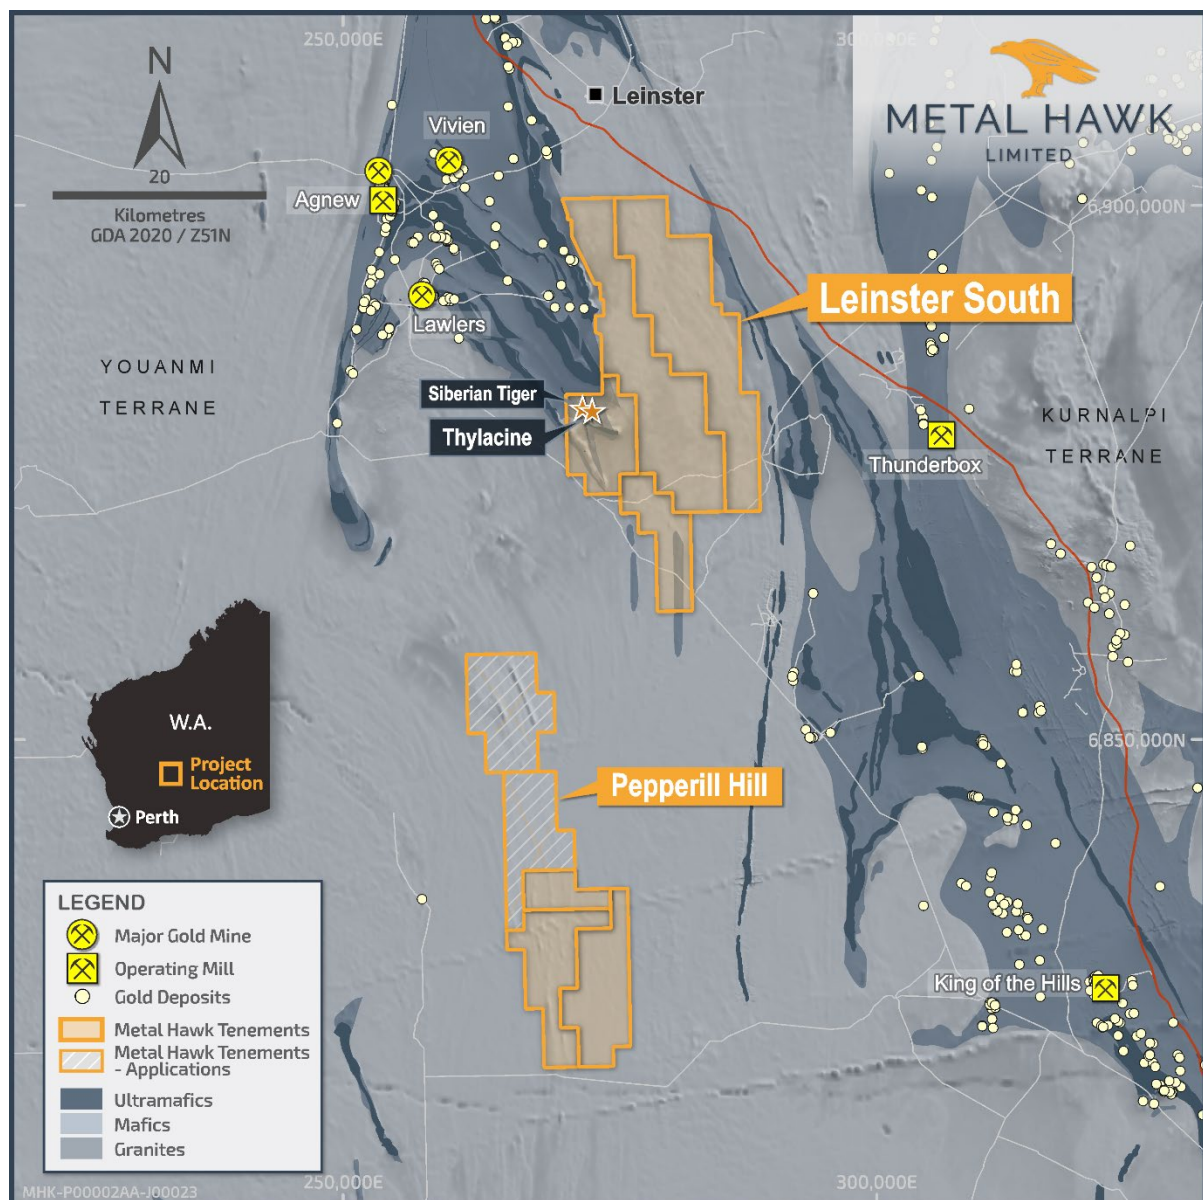 250,000E
300,000E
N
20
Kilometres
GDA 2020 / Z51N
Leinster
METAL HAWK
LIMITED
Vivien
Agnew
6,900,000N
Leinster South
Lawlers
YOUANMI
TERRANE
Siberian Tiger
Thylacine
KURNALPI
TERRANE
Thunderbox
W.A.
Project
Location
Perth
6,850,000N
Pepperill Hill
King of the Hills
LEGEND
Major Gold Mine
Operating Mill
Gold Deposits
Metal Hawk Tenements
Metal Hawk Tenements
- Applications
Ultramafics
Mafics
Granites
MHK-P00002AA-J00023
250,000E
300,000E